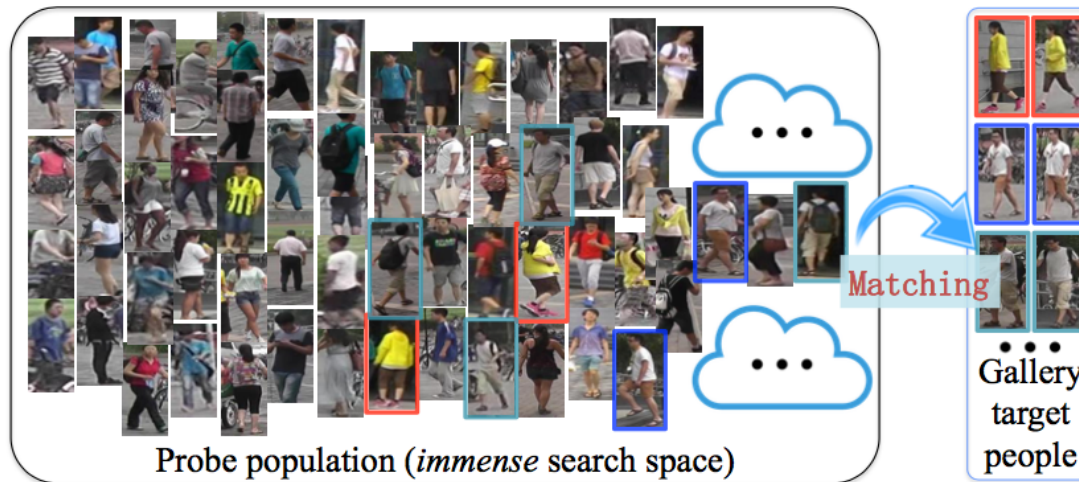 Matching
Probe population (immense search space)
Gallery
target
people